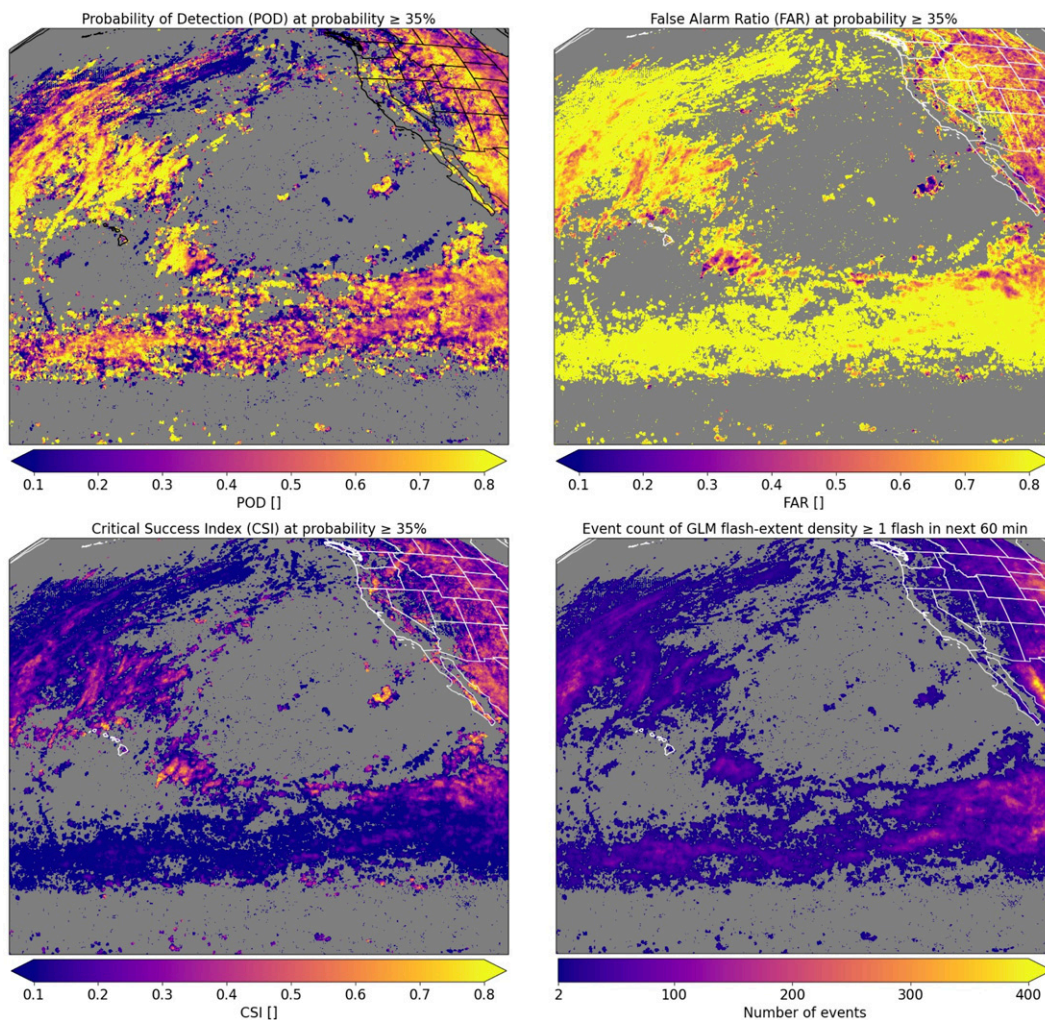 Probability of Detection (POD) at probability ≥ 35%
False Alarm Ratio (FAR) at probability ≥ 35%
0.1 0.2 0.3 0.4 0.5 0.6 0.7 0.8
POD []
0.1 0.2 0.3 0.4 0.5 0.6 0.7 0.8
FAR []
Critical Success Index (CSI) at probability ≥ 35%
Event count of GLM flash-extent density ≥ 1 flash in next 60 min
0.1 0.2 0.3 0.4 0.5 0.6 0.7 0.8
CSI []
2 100 200 300 400
Number of events